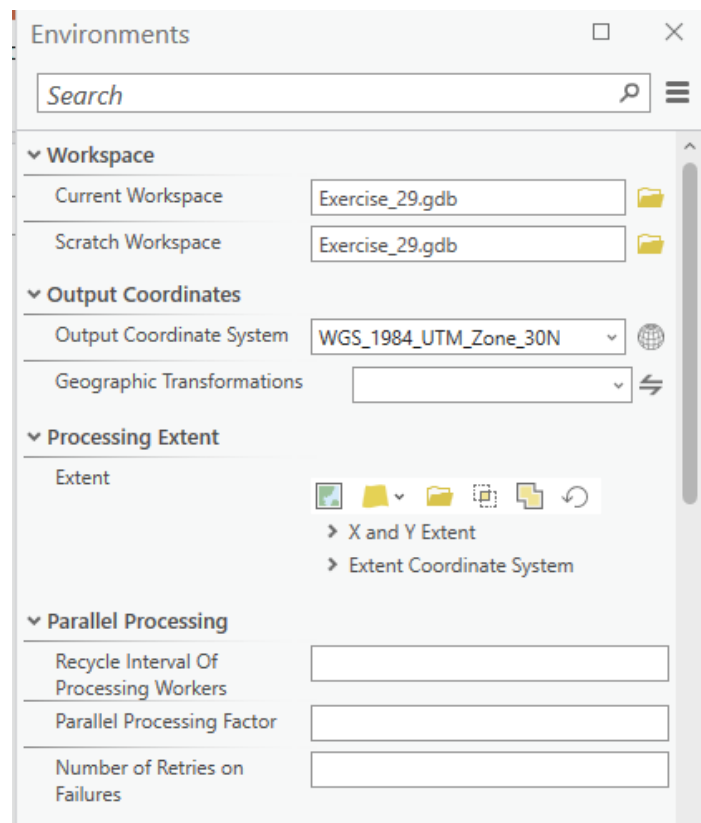 Environments
Search
Workspace
Current Workspace
Exercise_29.gdb
Scratch Workspace
Exercise_29.gdb
Output Coordinates
Output Coordinate System
WGS_1984_UTM_Zone_30N
Geographic Transformations
Processing Extent
Extent
X and Y Extent
Extent Coordinate System
Parallel Processing
Recycle Interval Of
Processing Workers
Parallel Processing Factor
Number of Retries on
Failures